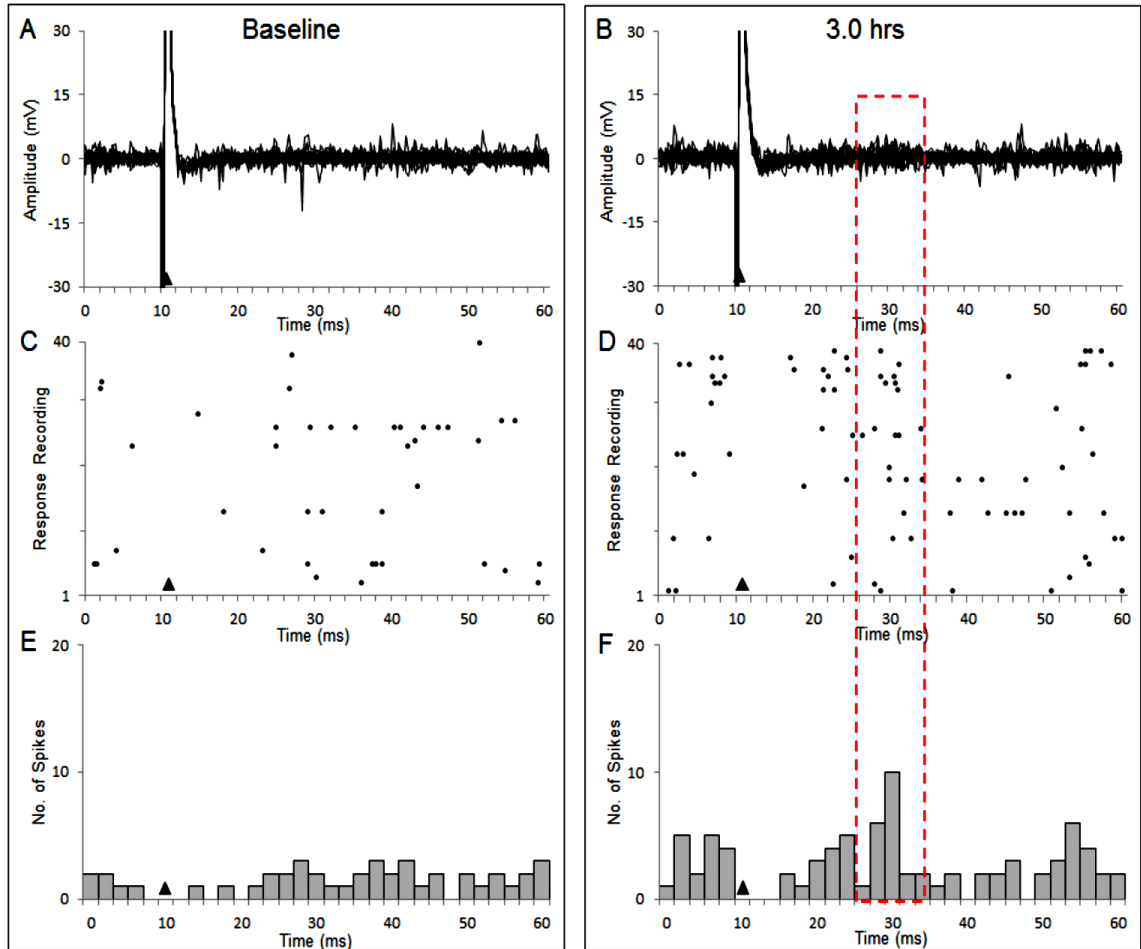 A Baseline
30
15
0
-15
-30
Amplitude (mV)
0 10 20 30 40 50 60
Time (ms)
B 3.0 hrs
30
15
0
-15
-30
Amplitude (mV)
0 10 20 30 40 50 60
Time (ms)
C
40
1
Response Recording
0 10 20 30 40 50 60
Time (ms)
D
40
1
Response Recording
0 10 20 30 40 50 60
Time (ms)
E
20
10
0
No. of Spikes
0 10 20 30 40 50 60
Time (ms)
F
20
10
0
No. of Spikes
0 10 20 30 40 50 60
Time (ms)